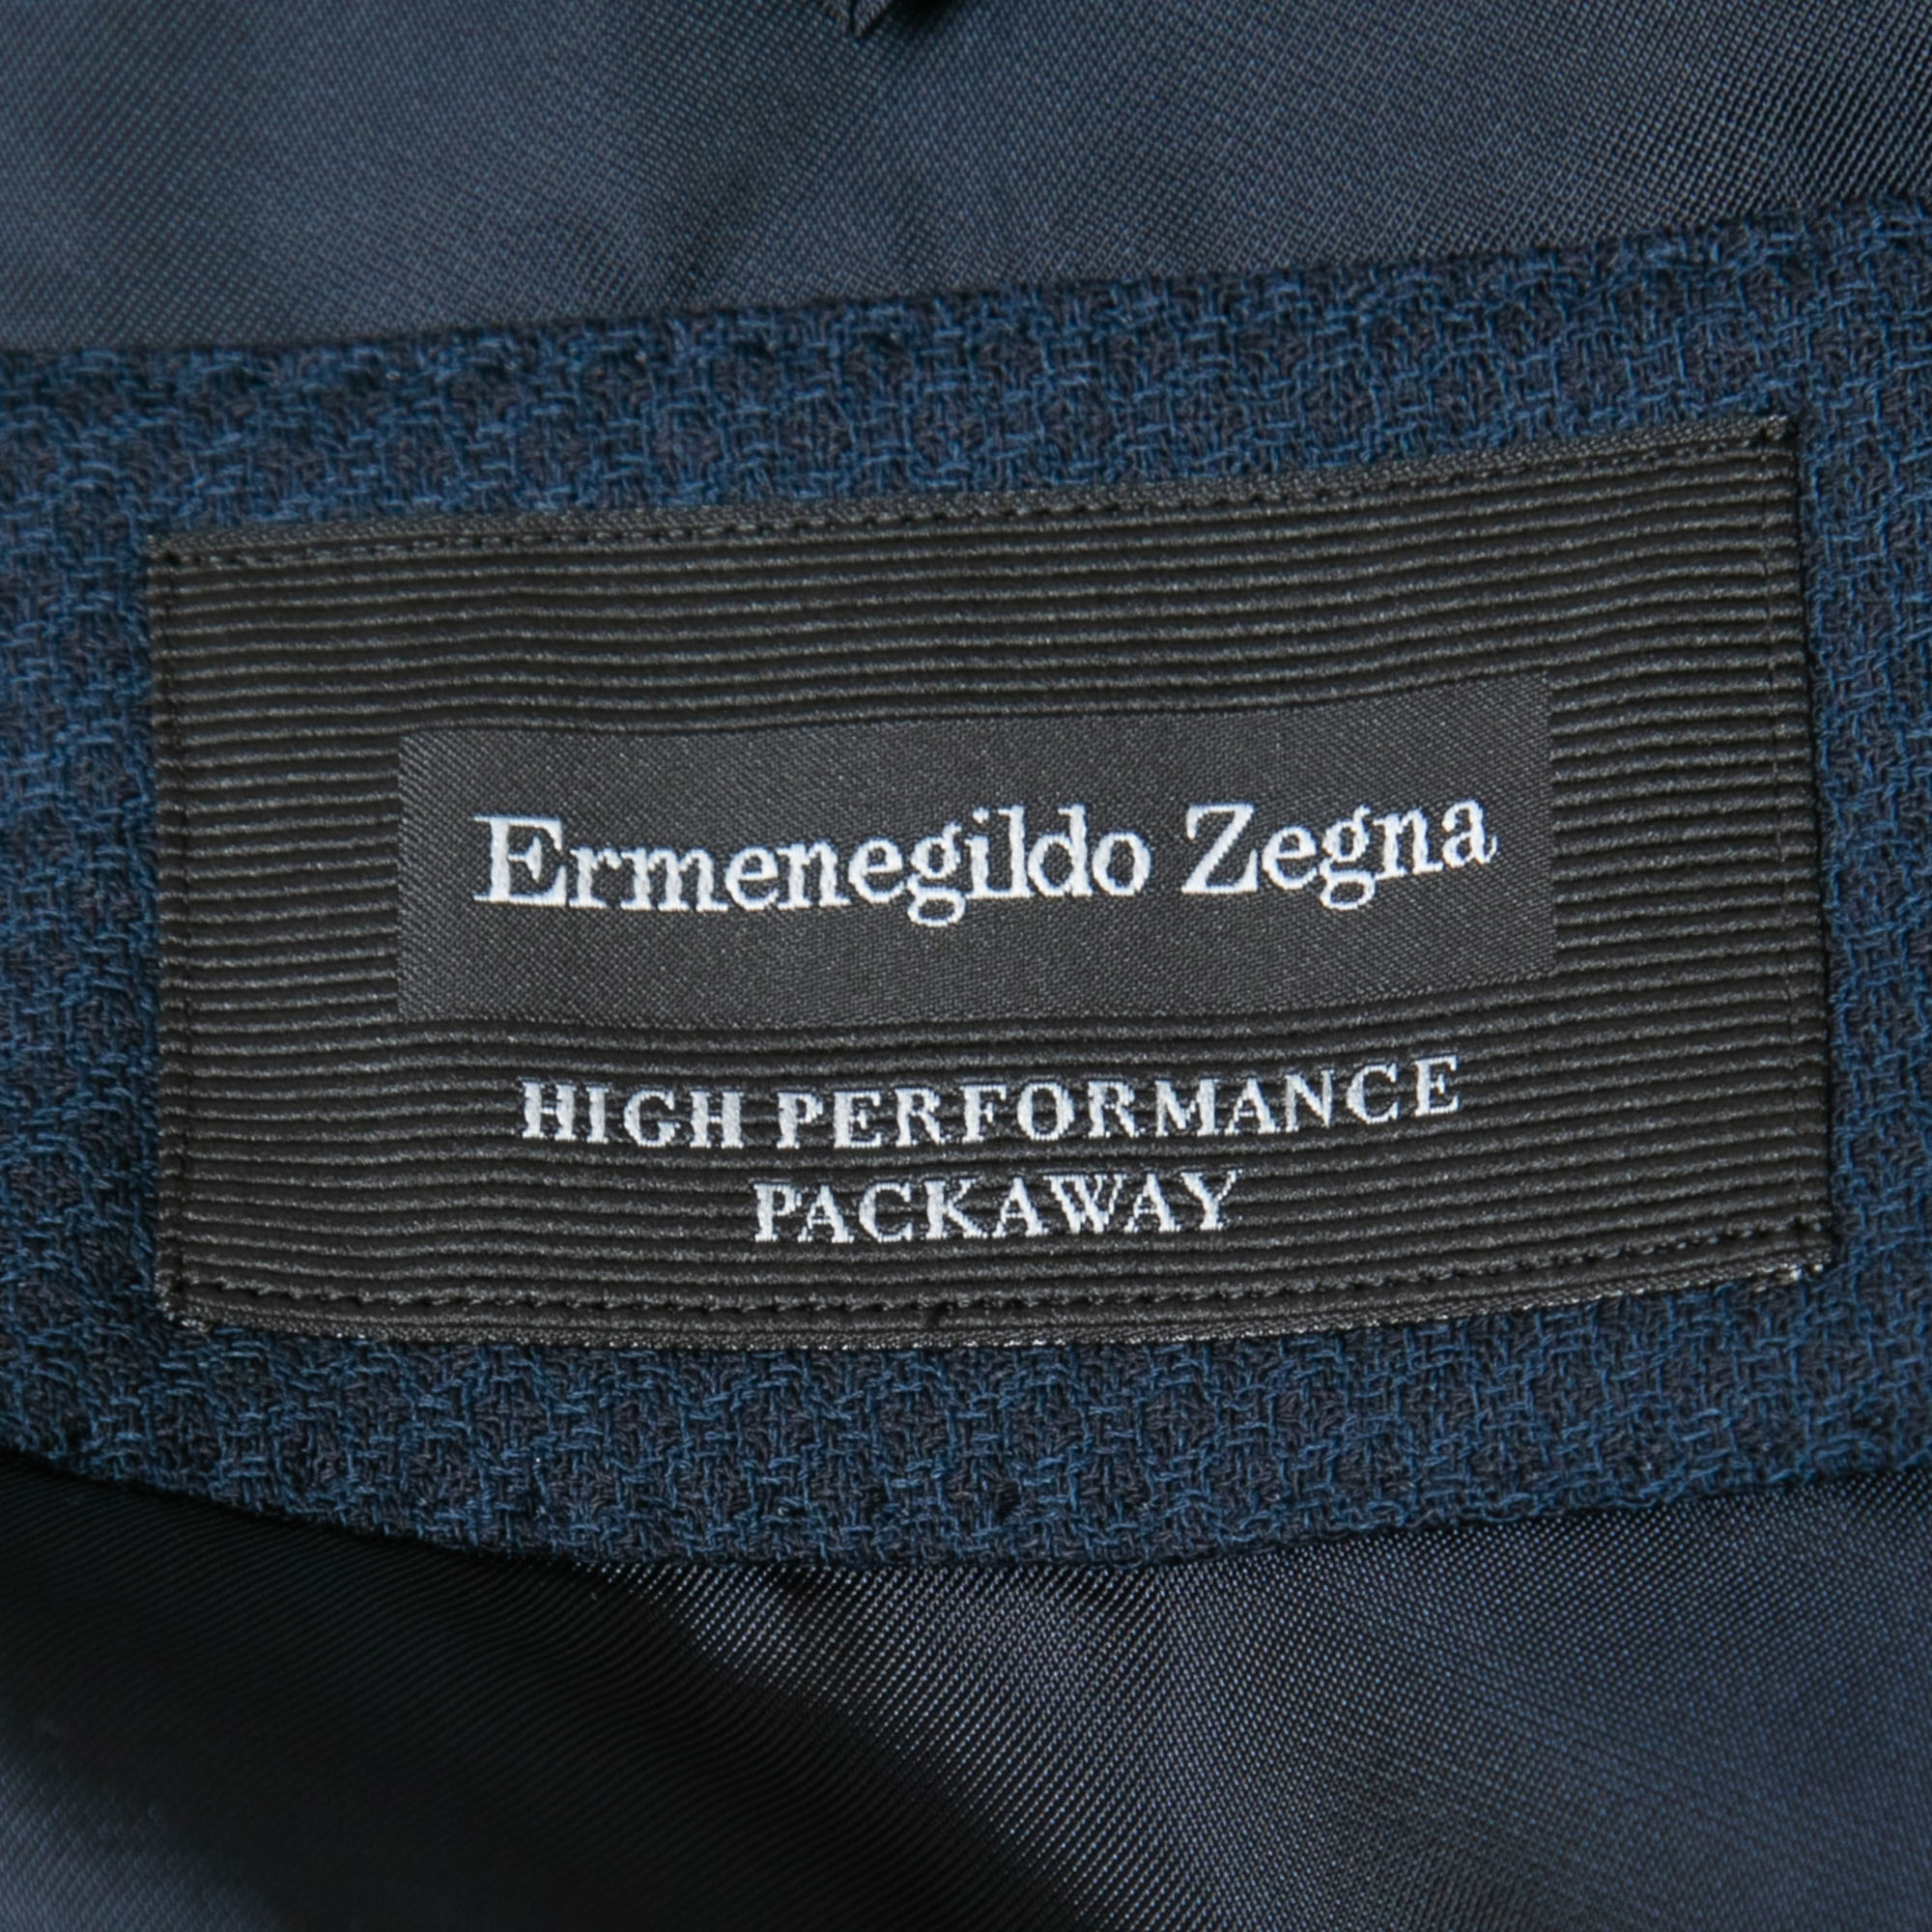 Ermenegildo Zegna
HIGH PERFORMANCE
PACKAWAY